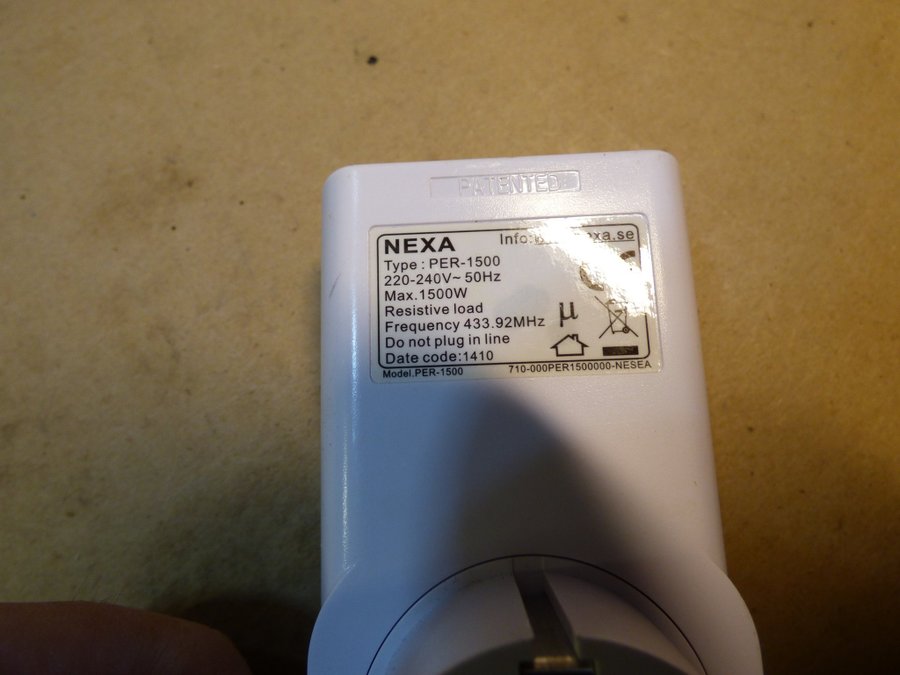 PATENTED
NEXA
Info:
Type : PER-1500
220-240V~ 50Hz
Max.1500W
Resistive load
Frequency 433.92MHz
μ
Do not plug in line
Date code:1410
Model.PER-1500
710-000PER1500000-NESEA